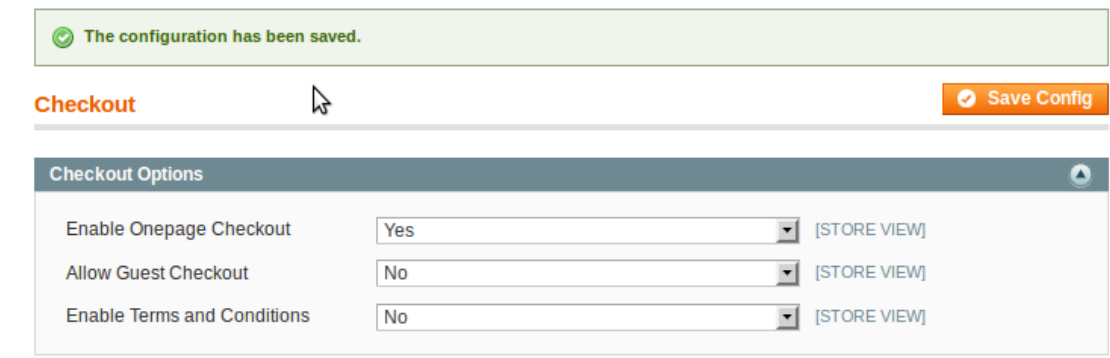 The configuration has been saved.
Checkout
Save Config
Checkout Options
Enable Onepage Checkout Yes [STORE VIEW]
Allow Guest Checkout No [STORE VIEW]
Enable Terms and Conditions No [STORE VIEW]